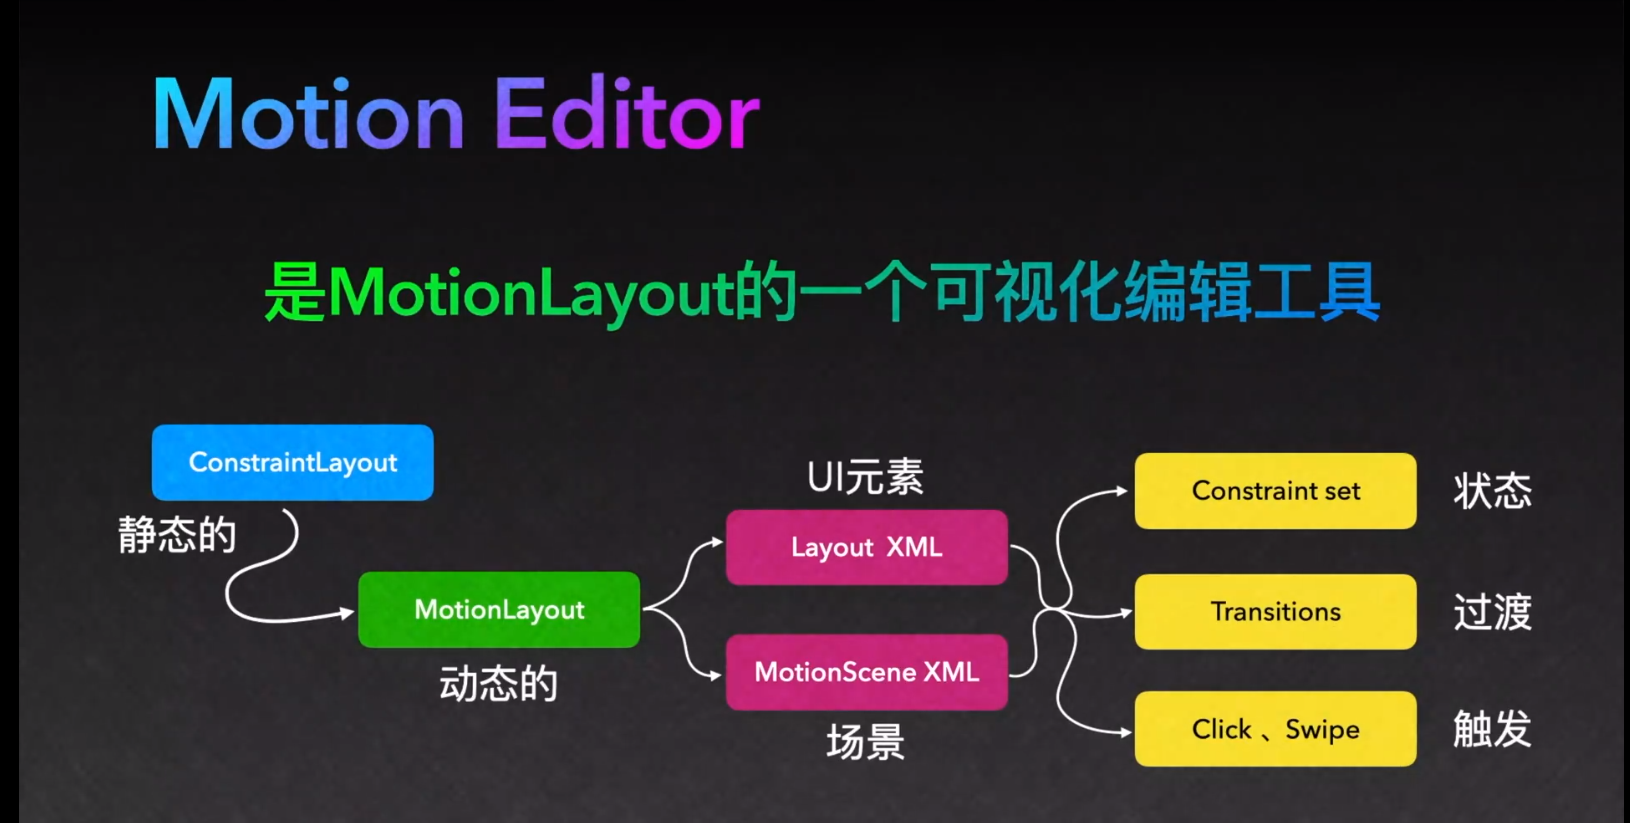 Motion Editor
是MotionLayout的一个可视化编辑工具
ConstraintLayout
静态的
MotionLayout
动态的
UI元素
Layout XML
MotionScene XML
场景
Constraint set
状态
Transitions
过渡
Click 、Swipe
触发